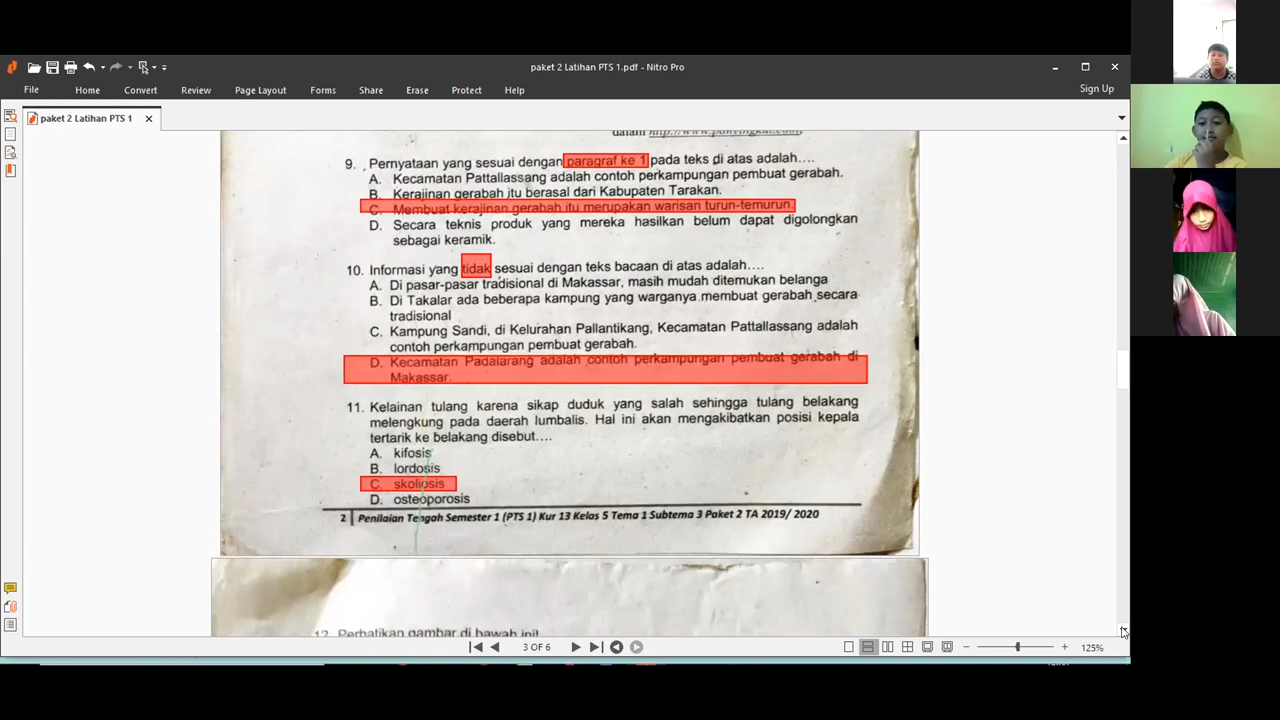 paket 2 Latihan PTS 1.pdf - Nitro Pro
File Home Convert Review Page Layout Forms Share Erase Protect Help
Sign Up
paket 2 Latihan PTS 1
dalam http://www.panyingkul.com
9. Pernyataan yang sesuai dengan paragraf ke 1 pada teks di atas adalah....
A. Kecamatan Pattallassang adalah contoh perkampungan pembuat gerabah.
B. Kerajinan gerabah itu berasal dari Kabupaten Tarakan.
C. Membuat kerajinan gerabah itu merupakan warisan turun-temurun.
D. Secara teknis produk yang mereka hasilkan belum dapat digolongkan
sebagai keramik.
10. Informasi yang tidak sesuai dengan teks bacaan di atas adalah....
A. Di pasar-pasar tradisional di Makassar, masih mudah ditemukan belanga
B. Di Takalar ada beberapa kampung yang warganya membuat gerabah secara
tradisional
C. Kampung Sandi, di Kelurahan Pallantikang, Kecamatan Pattallassang adalah
contoh perkampungan pembuat gerabah.
D. Kecamatan Padalarang adalah contoh perkampungan pembuat gerabah di
Makassar.
11. Kelainan tulang karena sikap duduk yang salah sehingga tulang belakang
melengkung pada daerah lumbalis. Hal ini akan mengakibatkan posisi kepala
tertarik ke belakang disebut....
A. kifosis
B. lordosis
C. skoliosis
D. osteoporosis
2 Penilaian Tengah Semester 1 (PTS 1) Kur 13 Kelas 5 Tema 1 Subtema 3 Paket 2 TA 2019/ 2020
12. Perhatikan gambar di bawah ini!
3 OF 6
125%